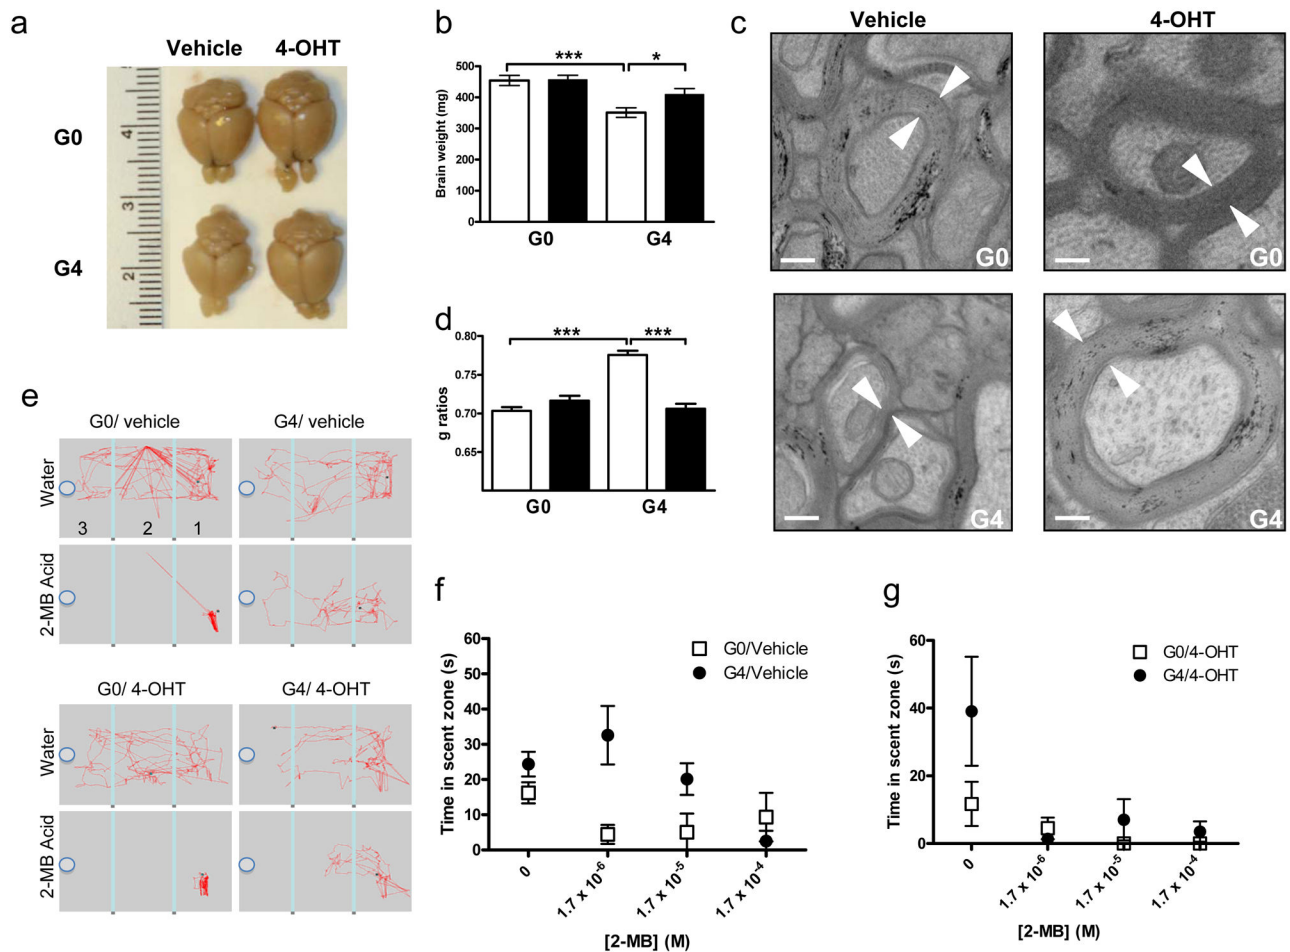 a
Vehicle 4-OHT
G0
G4
4
3
2
b
***
*
Brain weight (mg)
500
400
300
200
100
0
G0 G4
c
Vehicle 4-OHT
G0 G0
G4 G4
d
***
***
g ratios
0.80
0.75
0.70
0.65
G0 G4
e
G0/ vehicle G4/ vehicle
Water
3 2 1
2-MB Acid
G0/ 4-OHT G4/ 4-OHT
Water
2-MB Acid
f
Time in scent zone (s)
60
50
40
30
20
10
0
G0/Vehicle
G4/Vehicle
0
1.7 x 10⁻⁶
1.7 x 10⁻⁵
1.7 x 10⁻⁴
[2-MB] (M)
g
Time in scent zone (s)
60
40
20
0
G0/4-OHT
G4/4-OHT
0
1.7 x 10⁻⁶
1.7 x 10⁻⁵
1.7 x 10⁻⁴
[2-MB] (M)